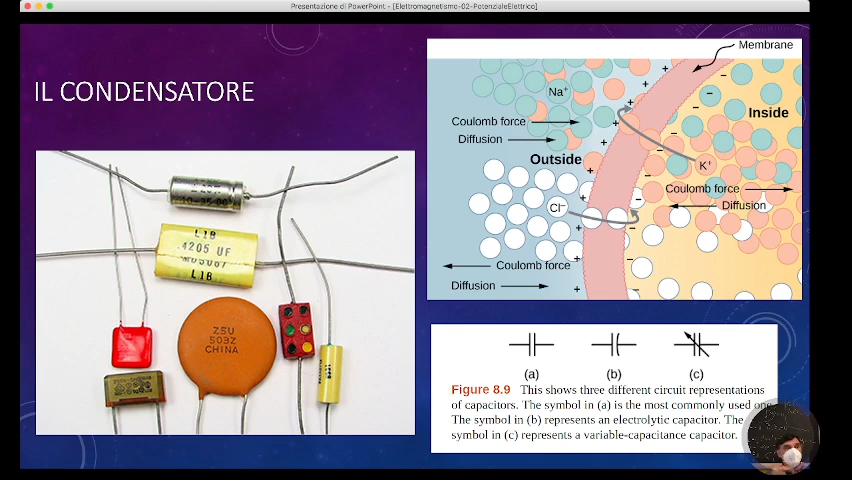 Presentazione di PowerPoint - [Elettromagnetismo-02-PotenzialeElettrico]
IL CONDENSATORE
Membrane
Na⁺
Coulomb force
Diffusion
Outside
Inside
K⁺
Coulomb force
Diffusion
Cl⁻
Coulomb force
Diffusion
LIB
.4205 UF
LIB
Z5U
503Z
CHINA
(a) (b) (c)
Figure 8.9 This shows three different circuit representations
of capacitors. The symbol in (a) is the most commonly used
The symbol in (b) represents an electrolytic capacitor. The
symbol in (c) represents a variable-capacitance capacitor.